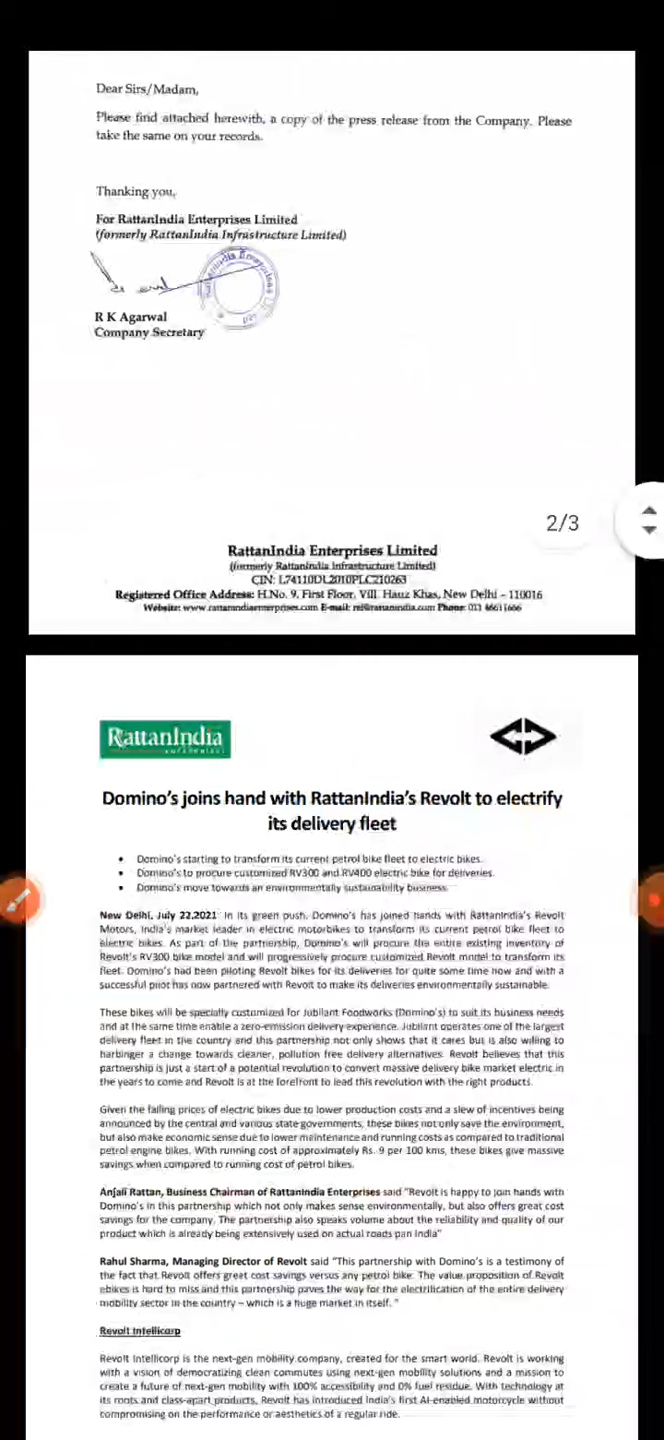 Dear Sirs/Madam,
Please find attached herewith, a copy of the press release from the Company. Please
take the same on your records.
Thanking you,
For RattanIndia Enterprises Limited
(formerly RattanIndia Infrastructure Limited)
RattanIndia Enterprises
R K Agarwal
Company Secretary
2/3
RattanIndia Enterprises Limited
(formerly RattanIndia Infrastructure Limited)
CIN: L74110DL2010PLC210263
Registered Office Address: H.No. 9, First Floor, Vill. Hauz Khas, New Delhi – 110016
Website: www.rattanindiaenterprises.com E-mail: rel@rattanindia.com Phone: 011 46611666
RattanIndia
Domino's joins hand with RattanIndia's Revolt to electrify
its delivery fleet
• Domino's starting to transform its current petrol bike fleet to electric bikes.
• Domino's to procure customized RV300 and RV400 electric bike for deliveries.
• Domino's move towards an environmentally sustainability business.
New Delhi, July 22,2021: In its green push, Domino's has joined hands with RattanIndia's Revolt
Motors, India's market leader in electric motorbikes to transform its current petrol bike fleet to
electric bikes. As part of the partnership, Domino's will procure the entire existing inventory of
Revolt's RV300 bike model and will progressively procure customized Revolt model to transform its
fleet. Domino's had been piloting Revolt bikes for its deliveries for quite some time now and with a
successful pilot has now partnered with Revolt to make its deliveries environmentally sustainable.
These bikes will be specially customized for Jubilant Foodworks (Domino's) to suit its business needs
and at the same time enable a zero-emission delivery experience. Jubilant operates one of the largest
delivery fleet in the country and this partnership not only shows that it cares but is also willing to
harbinger a change towards cleaner, pollution free delivery alternatives. Revolt believes that this
partnership is just a start of a potential revolution to convert massive delivery bike market electric in
the years to come and Revolt is at the forefront to lead this revolution with the right products.
Given the falling prices of electric bikes due to lower production costs and a slew of incentives being
announced by the central and various state governments, these bikes not only save the environment,
but also make economic sense due to lower maintenance and running costs as compared to traditional
petrol engine bikes. With running cost of approximately Rs. 9 per 100 kms, these bikes give massive
savings when compared to running cost of petrol bikes.
Anjali Rattan, Business Chairman of RattanIndia Enterprises said "Revolt is happy to join hands with
Domino's in this partnership which not only makes sense environmentally, but also offers great cost
savings for the company. The partnership also speaks volume about the reliability and quality of our
product which is already being extensively used on actual roads pan India"
Rahul Sharma, Managing Director of Revolt said "This partnership with Domino's is a testimony of
the fact that Revolt offers great cost savings versus any petrol bike. The value proposition of Revolt
ebikes is hard to miss and this partnership paves the way for the electrification of the entire delivery
mobility sector in the country – which is a huge market in itself. "
Revolt Intellicorp
Revolt Intellicorp is the next-gen mobility company, created for the smart world. Revolt is working
with a vision of democratizing clean commutes using next-gen mobility solutions and a mission to
create a future of next-gen mobility with 100% accessibility and 0% fuel residue. With technology at
its roots and class-apart products, Revolt has introduced India's first AI-enabled motorcycle without
compromising on the performance or aesthetics of a regular ride.